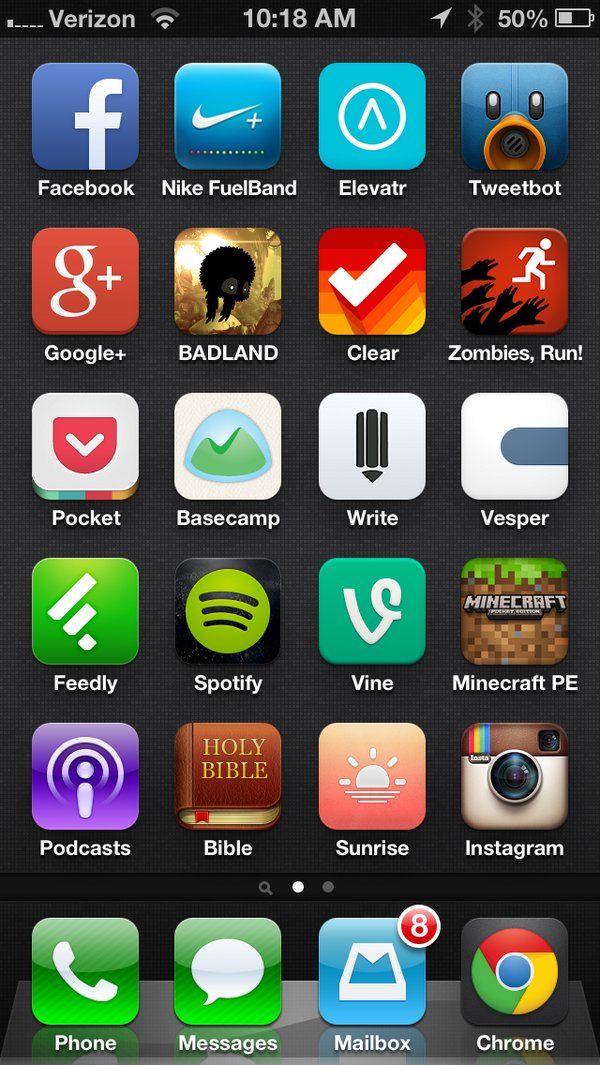 Verizon 10:18 AM 50%
Facebook Nike FuelBand Elevatr Tweetbot
g+
Google+ BADLAND Clear Zombies, Run!
Pocket Basecamp Write Vesper
MINECRAFT
POCKET EDITION
Feedly Spotify Vine Minecraft PE
HOLY
BIBLE
Insta
Podcasts Bible Sunrise Instagram
8
Phone Messages Mailbox Chrome